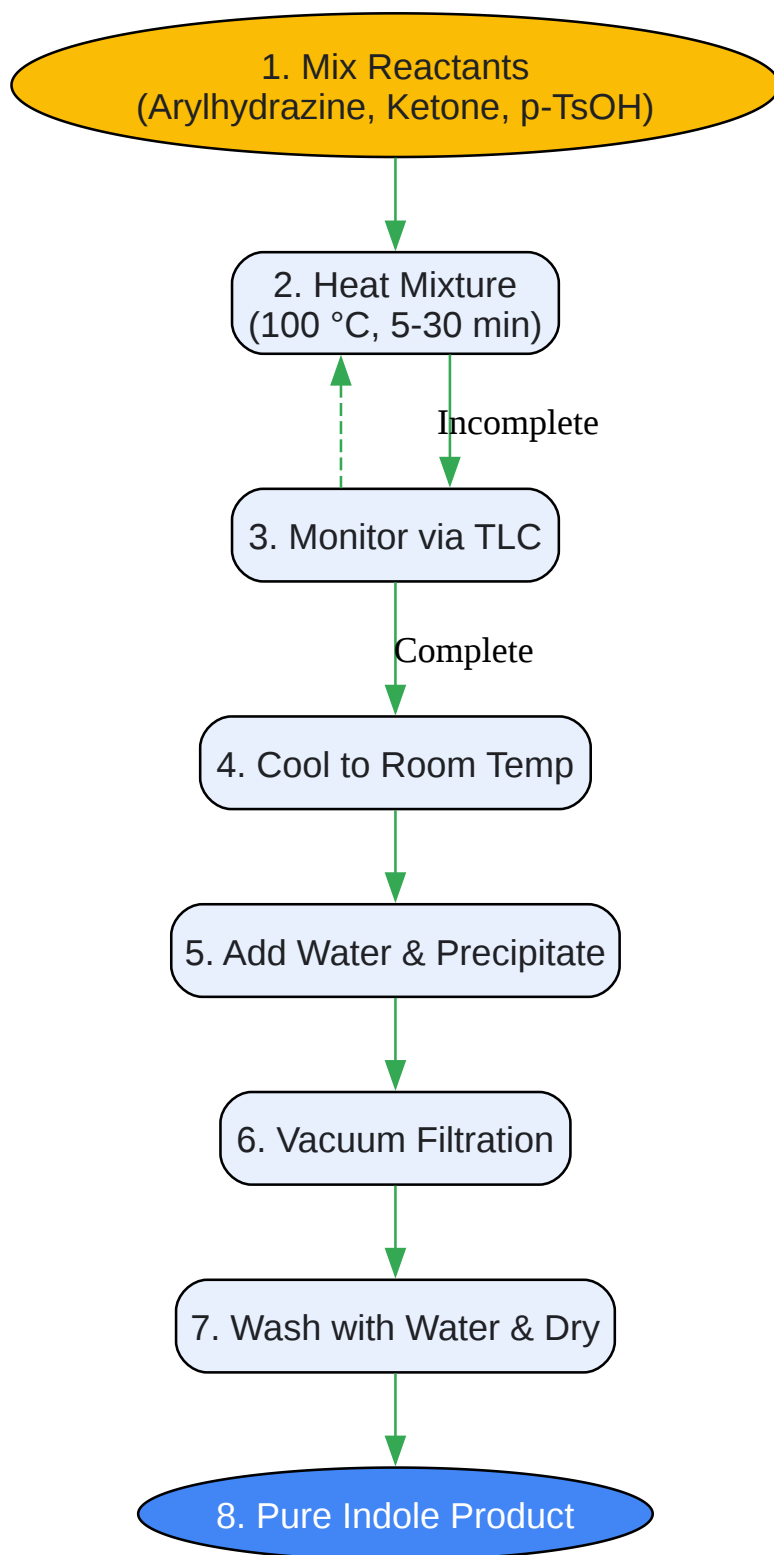 1. Mix Reactants
(Arylhydrazine, Ketone, p-TsOH)
2. Heat Mixture
(100 °C, 5-30 min)
Incomplete
3. Monitor via TLC
Complete
4. Cool to Room Temp
5. Add Water & Precipitate
6. Vacuum Filtration
7. Wash with Water & Dry
8. Pure Indole Product